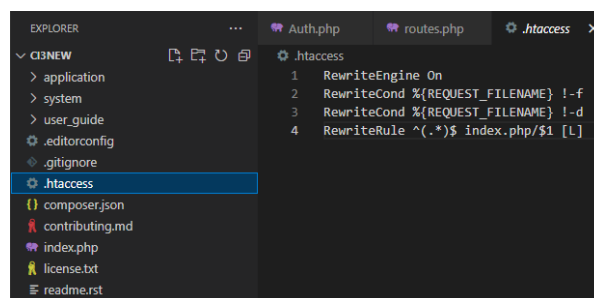 EXPLORER
...
Auth.php
routes.php
.htaccess
CI3NEW
application
system
user_guide
.editorconfig
.gitignore
.htaccess
composer.json
contributing.md
index.php
license.txt
readme.rst
.htaccess
1 RewriteEngine On
2 RewriteCond %{REQUEST_FILENAME} !-f
3 RewriteCond %{REQUEST_FILENAME} !-d
4 RewriteRule ^(.*)$ index.php/$1 [L]